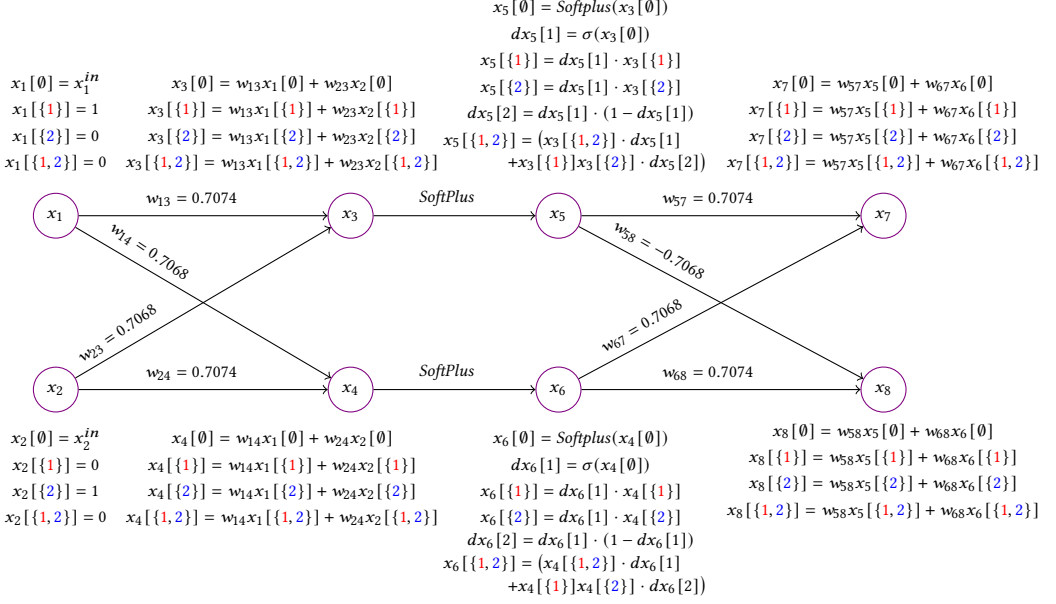 x₅[∅] = Softplus(x₃[∅])
dx₅[1] = σ(x₃[∅])
x₅[{1}] = dx₅[1] · x₃[{1}]
x₅[{2}] = dx₅[1] · x₃[{2}]
dx₅[2] = dx₅[1] · (1 − dx₅[1])
x₅[{1,2}] = (x₃[{1,2}] · dx₅[1]
+x₃[{1}]x₃[{2}] · dx₅[2])
x₁[∅] = x₁ⁱⁿ
x₁[{1}] = 1
x₁[{2}] = 0
x₁[{1,2}] = 0
x₃[∅] = w₁₃x₁[∅] + w₂₃x₂[∅]
x₃[{1}] = w₁₃x₁[{1}] + w₂₃x₂[{1}]
x₃[{2}] = w₁₃x₁[{2}] + w₂₃x₂[{2}]
x₃[{1,2}] = w₁₃x₁[{1,2}] + w₂₃x₂[{1,2}]
x₇[∅] = w₅₇x₅[∅] + w₆₇x₆[∅]
x₇[{1}] = w₅₇x₅[{1}] + w₆₇x₆[{1}]
x₇[{2}] = w₅₇x₅[{2}] + w₆₇x₆[{2}]
x₇[{1,2}] = w₅₇x₅[{1,2}] + w₆₇x₆[{1,2}]
w₁₃ = 0.7074
SoftPlus
w₅₇ = 0.7074
x₁
x₃
x₅
x₇
w₁₄ = 0.7068
w₅₈ = −0.7068
w₂₃ = 0.7068
w₆₇ = 0.7068
w₂₄ = 0.7074
SoftPlus
w₆₈ = 0.7074
x₂
x₄
x₆
x₈
x₂[∅] = x₂ⁱⁿ
x₂[{1}] = 0
x₂[{2}] = 1
x₂[{1,2}] = 0
x₄[∅] = w₁₄x₁[∅] + w₂₄x₂[∅]
x₄[{1}] = w₁₄x₁[{1}] + w₂₄x₂[{1}]
x₄[{2}] = w₁₄x₁[{2}] + w₂₄x₂[{2}]
x₄[{1,2}] = w₁₄x₁[{1,2}] + w₂₄x₂[{1,2}]
x₆[∅] = Softplus(x₄[∅])
dx₆[1] = σ(x₄[∅])
x₆[{1}] = dx₆[1] · x₄[{1}]
x₆[{2}] = dx₆[1] · x₄[{2}]
dx₆[2] = dx₆[1] · (1 − dx₆[1])
x₆[{1,2}] = (x₄[{1,2}] · dx₆[1]
+x₄[{1}]x₄[{2}] · dx₆[2])
x₈[∅] = w₅₈x₅[∅] + w₆₈x₆[∅]
x₈[{1}] = w₅₈x₅[{1}] + w₆₈x₆[{1}]
x₈[{2}] = w₅₈x₅[{2}] + w₆₈x₆[{2}]
x₈[{1,2}] = w₅₈x₅[{1,2}] + w₆₈x₆[{1,2}]